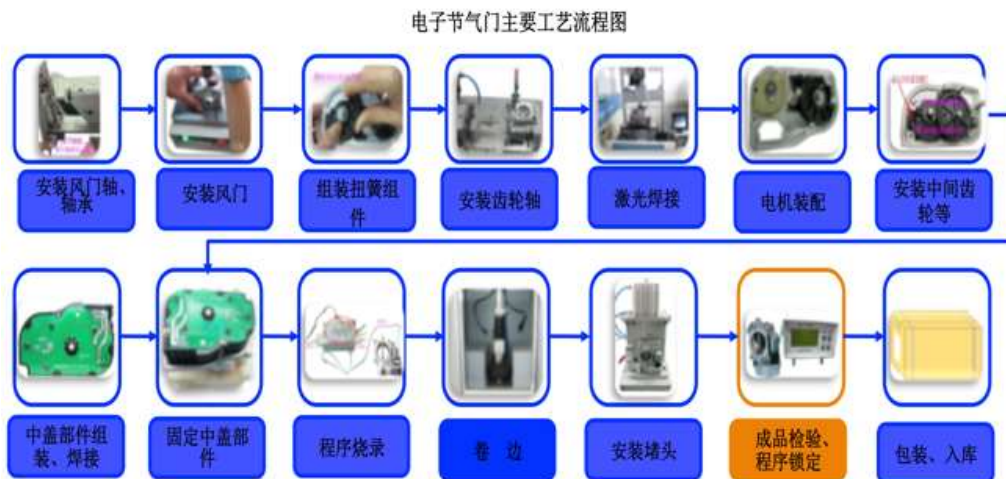 电子节气门主要工艺流程图
安装风门轴、
轴承
安装风门
组装扭簧组
件
安装齿轮轴
激光焊接
电机装配
安装中间齿
轮等
中盖部件组
装、焊接
固定中盖部
件
程序烧录
卷 边
安装堵头
成品检验、
程序锁定
包装、入库